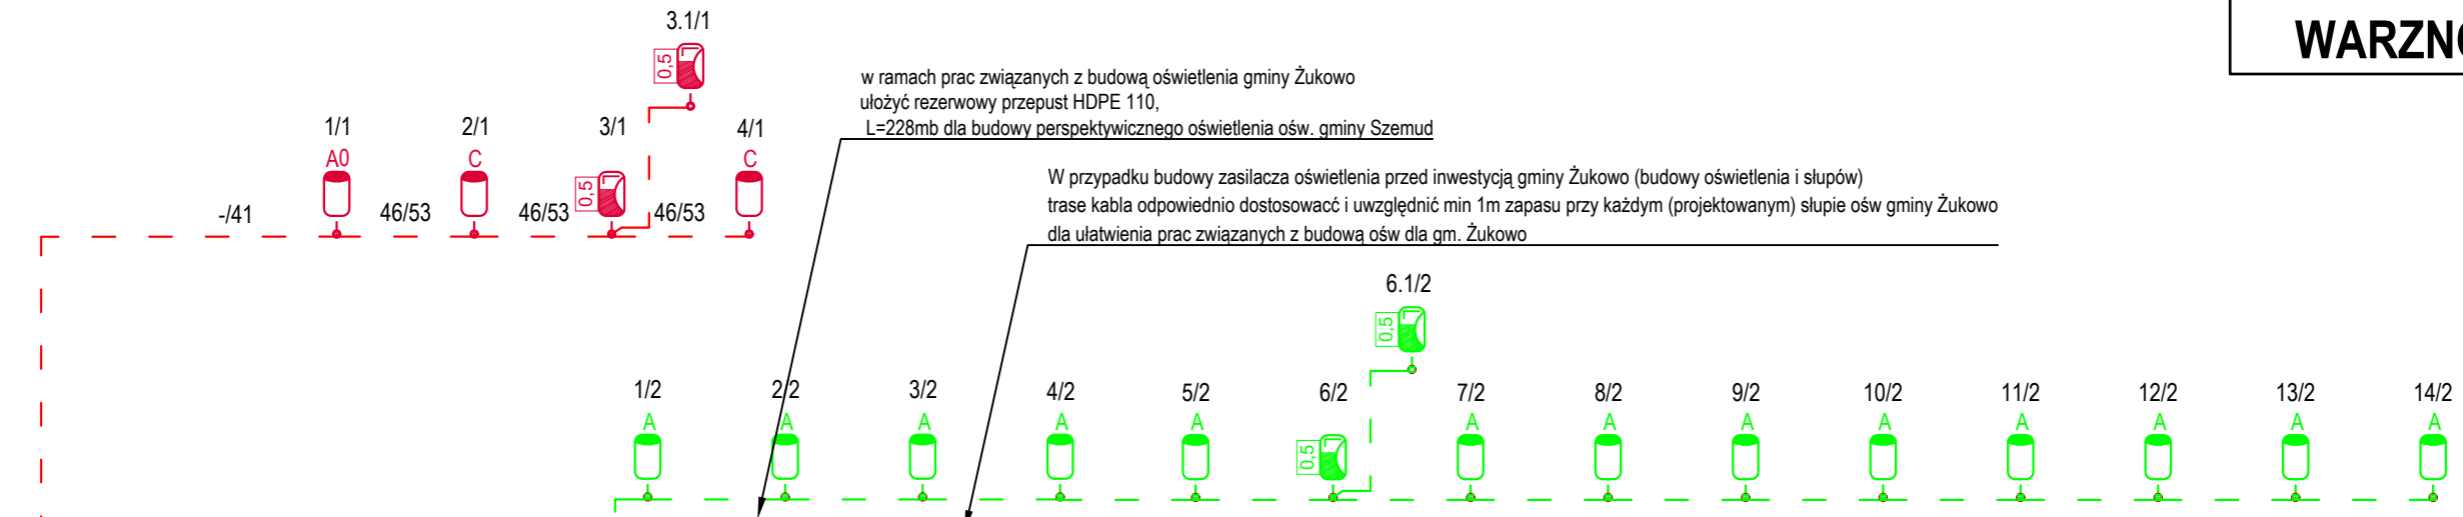 WARZN
3.1/1
0,5
w ramach prac związanych z budową oświetlenia gminy Żukowo
ułożyć rezerwowy przepust HDPE 110,
L=228mb dla budowy perspektywicznego oświetlenia ośw. gminy Szemud
1/1 2/1 3/1 4/1
A0 C C
0,5
-/41 46/53 46/53 46/53
W przypadku budowy zasilacza oświetlenia przed inwestycją gminy Żukowo (budowy oświetlenia i słupów)
trase kabla odpowiednio dostosowacć i uwzględnić min 1m zapasu przy każdym (projektowanym) słupie ośw gminy Żukowo
dla ułatwienia prac związanych z budową ośw dla gm. Żukowo
6.1/2
0,5
1/2 2/2 3/2 4/2 5/2 6/2 7/2 8/2 9/2 10/2 11/2 12/2 13/2 14/2
A A A A A A A A A A A A A
0,5